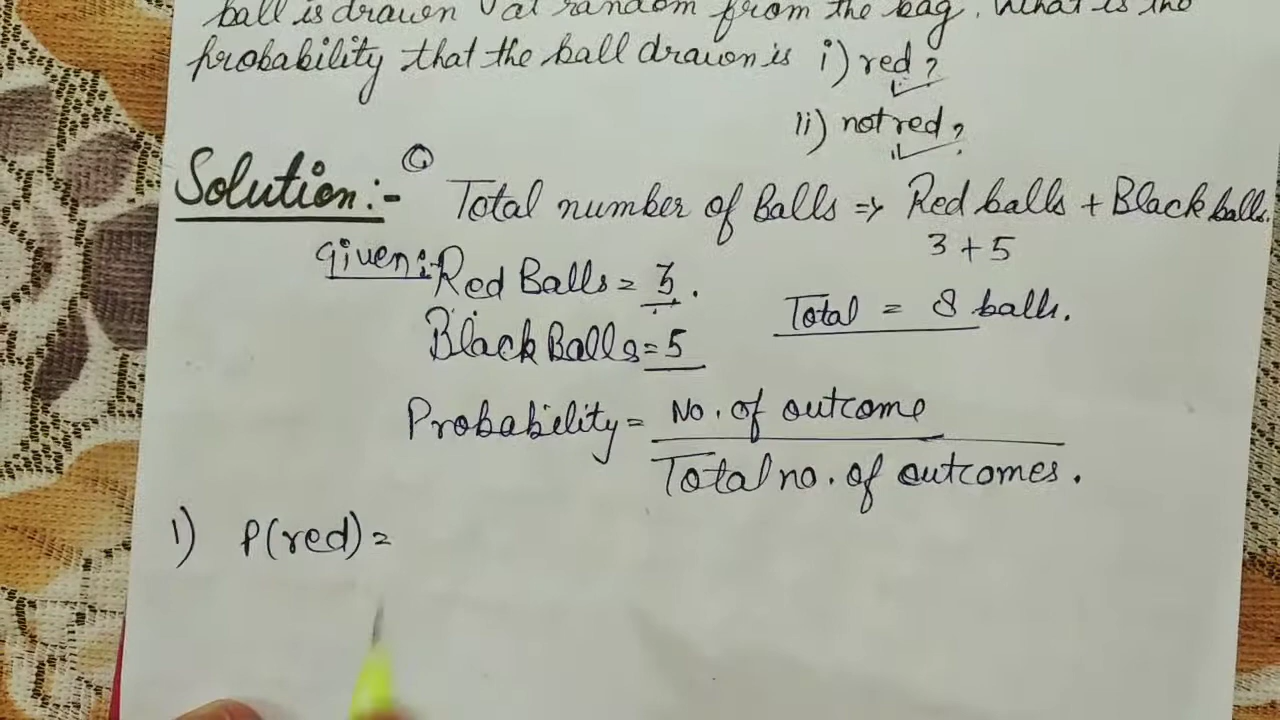 ball is drawn at random from the bag. What is the
probability that the ball drawn is i) red?
ii) not red?
Solution:- Total number of Balls => Red balls + Black balls.
3 + 5
Given:- Red Balls = 3.
Total = 8 balls.
Black Balls = 5
Probability = No. of outcome
Total no. of outcomes.
1) P(red) =